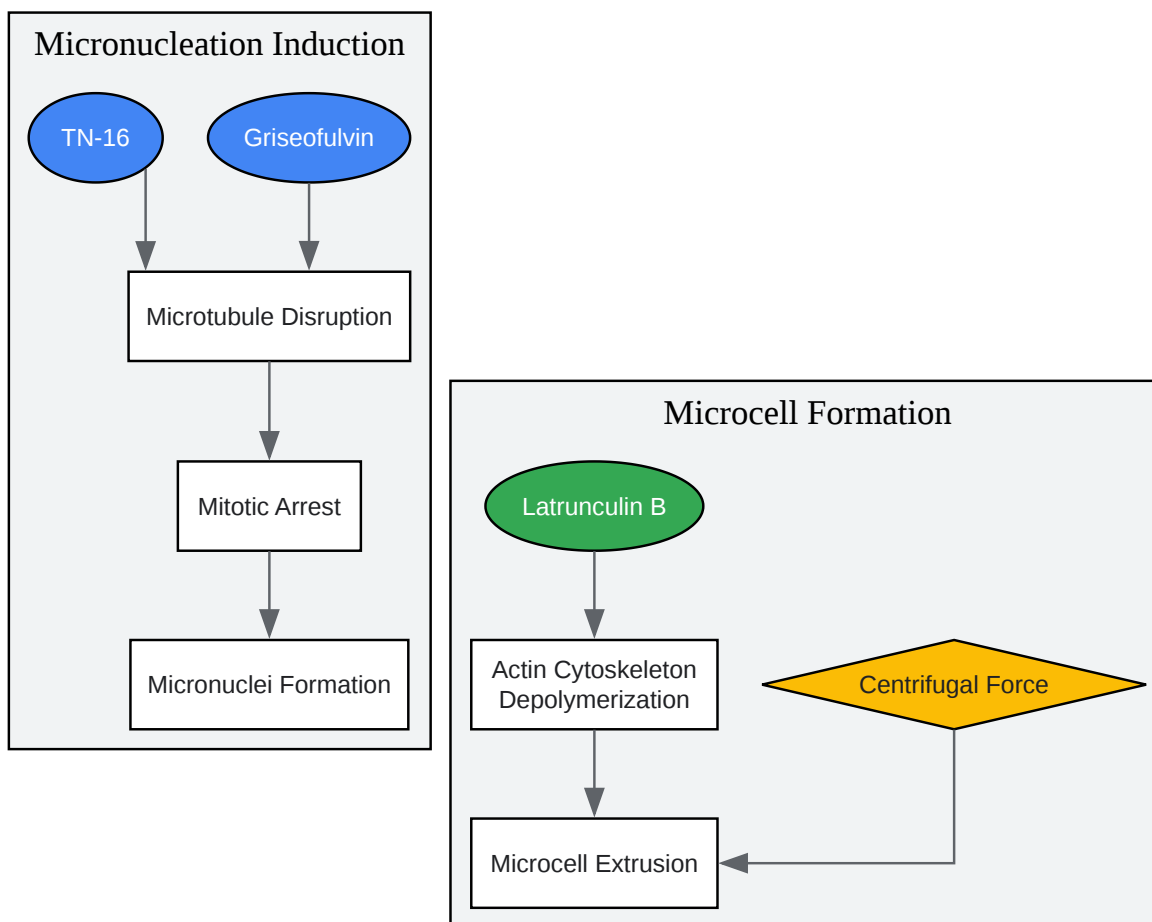 Micronucleation Induction
TN-16
Griseofulvin
Microtubule Disruption
Mitotic Arrest
Micronuclei Formation
Microcell Formation
Latrunculin B
Actin Cytoskeleton
Depolymerization
Centrifugal Force
Microcell Extrusion